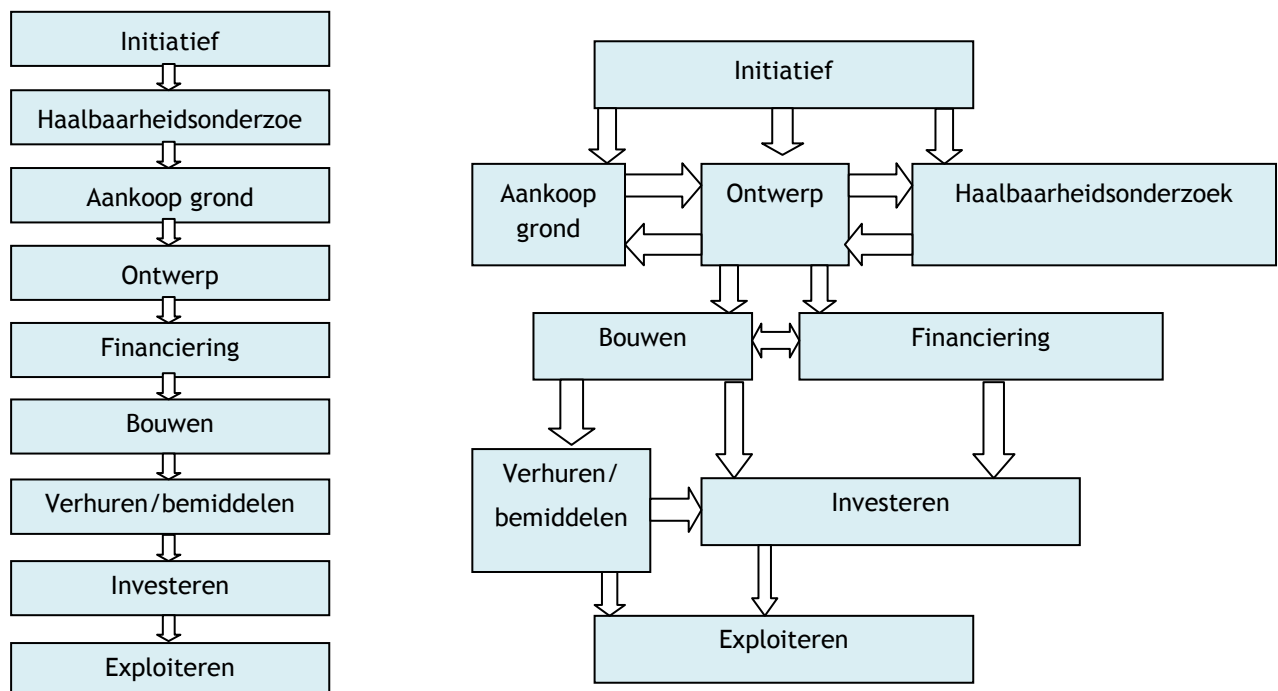 Initiatief
Haalbaarheidsonderzoe
Aankoop grond
Ontwerp
Financiering
Bouwen
Verhuren/bemiddelen
Investeren
Exploiteren
Initiatief
Aankoop
grond
Ontwerp
Haalbaarheidsonderzoek
Bouwen
Financiering
Verhuren/
bemiddelen
Investeren
Exploiteren